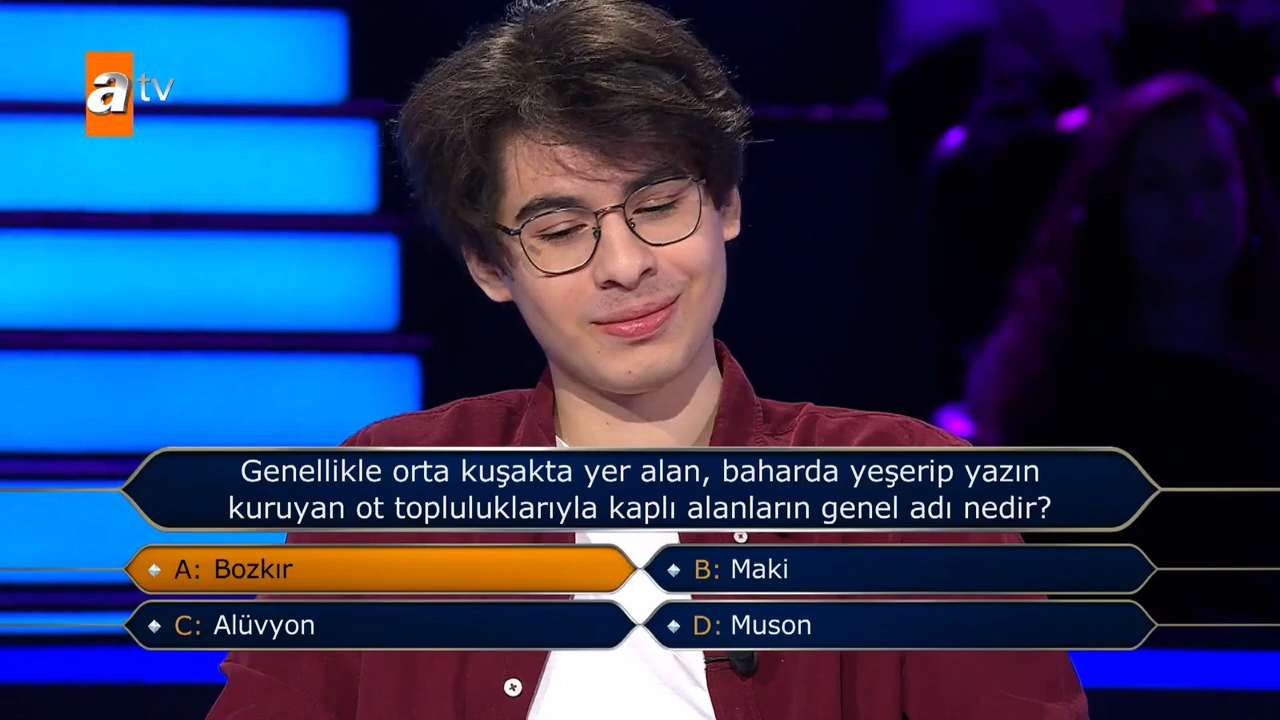 atv
Genellikle orta kuşakta yer alan, baharda yeşerip yazın
kuruyan ot topluluklarıyla kaplı alanların genel adı nedir?
A: Bozkır
B: Maki
C: Alüvyon
D: Muson